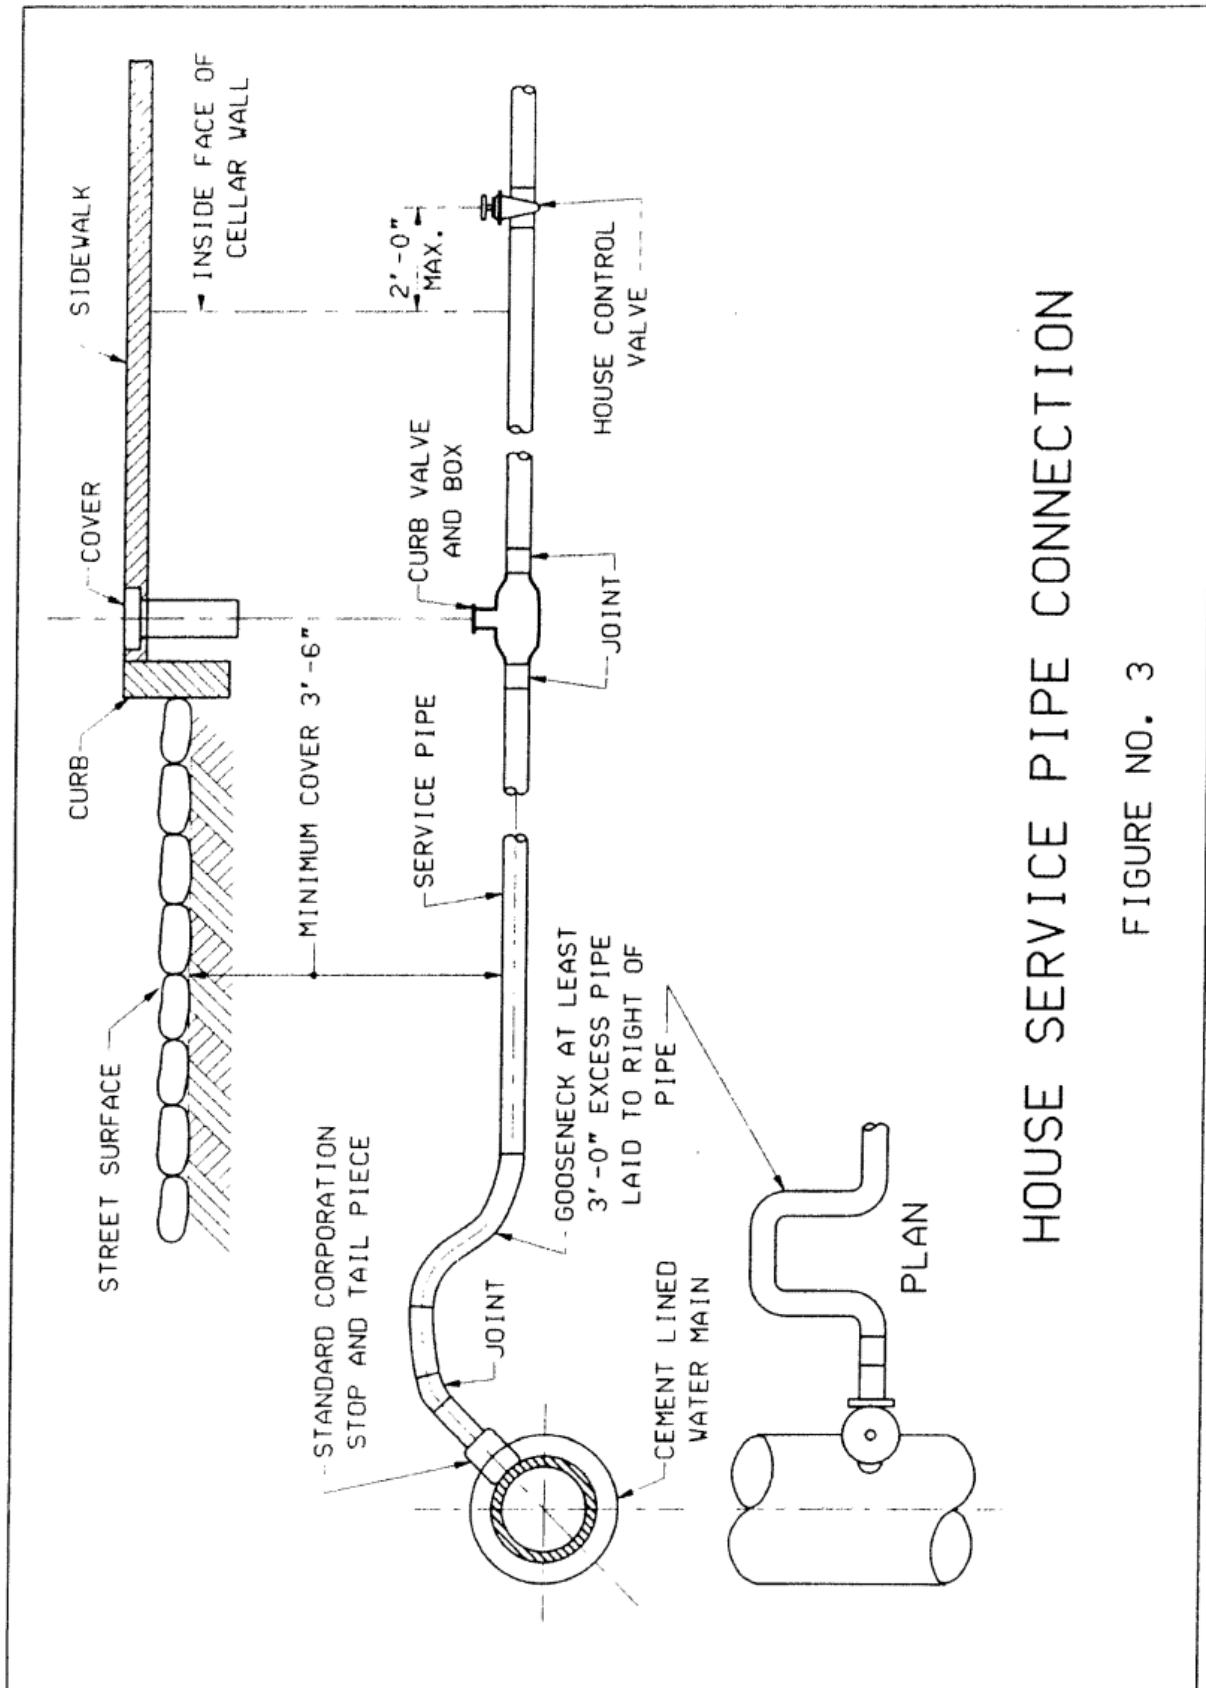 SIDEWALK
COVER
CURB
STREET SURFACE
INSIDE FACE OF
CELLAR WALL
MINIMUM COVER 3'-6"
2'-0"
MAX.
STANDARD CORPORATION
STOP AND TAIL PIECE
SERVICE PIPE
CURB VALVE
AND BOX
JOINT
GOOSENECK AT LEAST
3'-0" EXCESS PIPE
LAID TO RIGHT OF
PIPE
JOINT
HOUSE CONTROL
VALVE
CEMENT LINED
WATER MAIN
PLAN
HOUSE SERVICE PIPE CONNECTION
FIGURE NO. 3